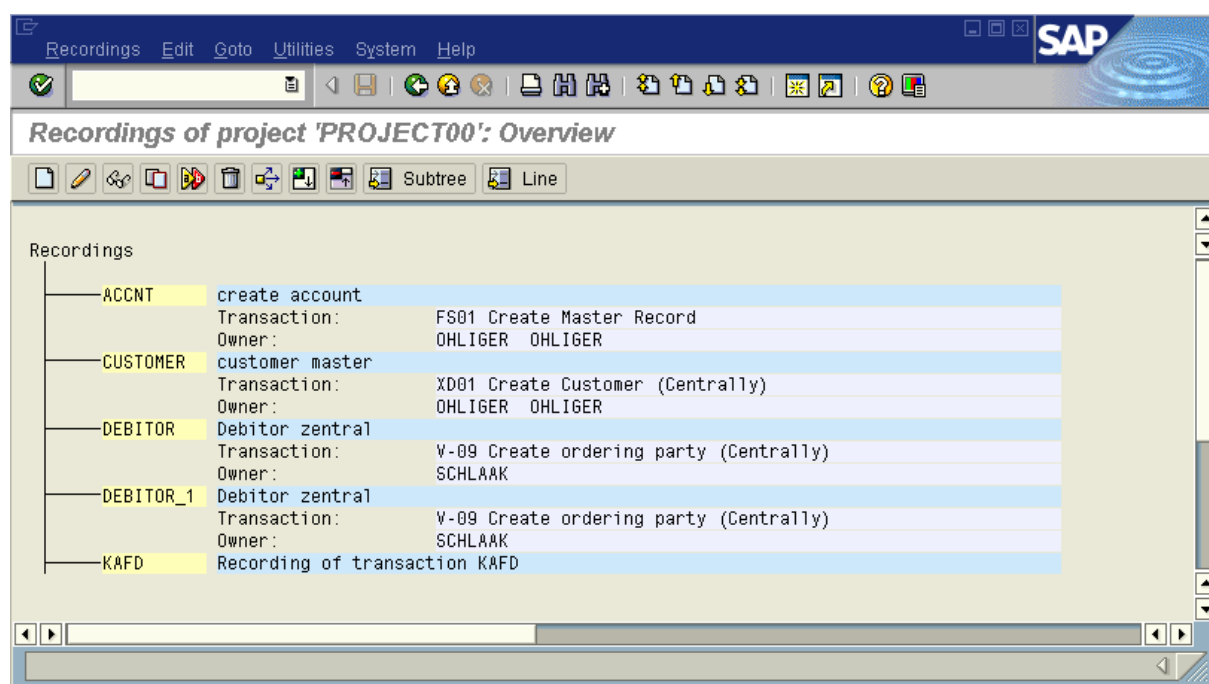 Recordings Edit Goto Utilities System Help
SAP
Recordings of project 'PROJECT00': Overview
Subtree Line
Recordings
ACCNT create account
Transaction: FS01 Create Master Record
Owner: OHLIGER OHLIGER
CUSTOMER customer master
Transaction: XD01 Create Customer (Centrally)
Owner: OHLIGER OHLIGER
DEBITOR Debitor zentral
Transaction: V-09 Create ordering party (Centrally)
Owner: SCHLAAK
DEBITOR_1 Debitor zentral
Transaction: V-09 Create ordering party (Centrally)
Owner: SCHLAAK
KAFD Recording of transaction KAFD